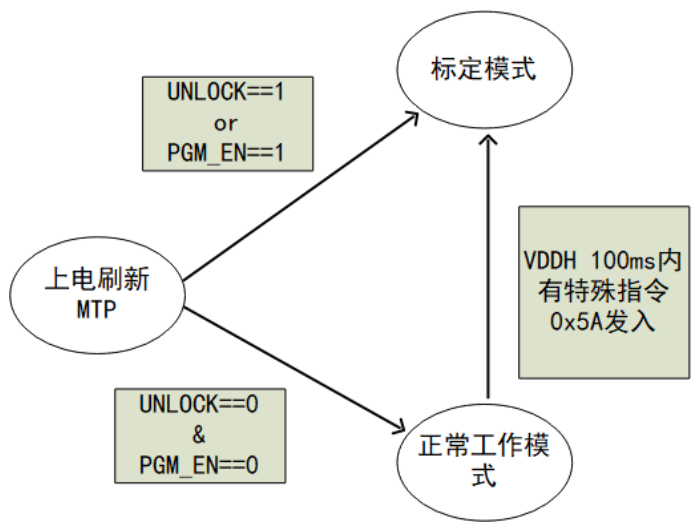 标定模式
UNLOCK==1
or
PGM_EN==1
上电刷新
MTP
VDDH 100ms内
有特殊指令
0x5A发入
UNLOCK==0
&
PGM_EN==0
正常工作模
式